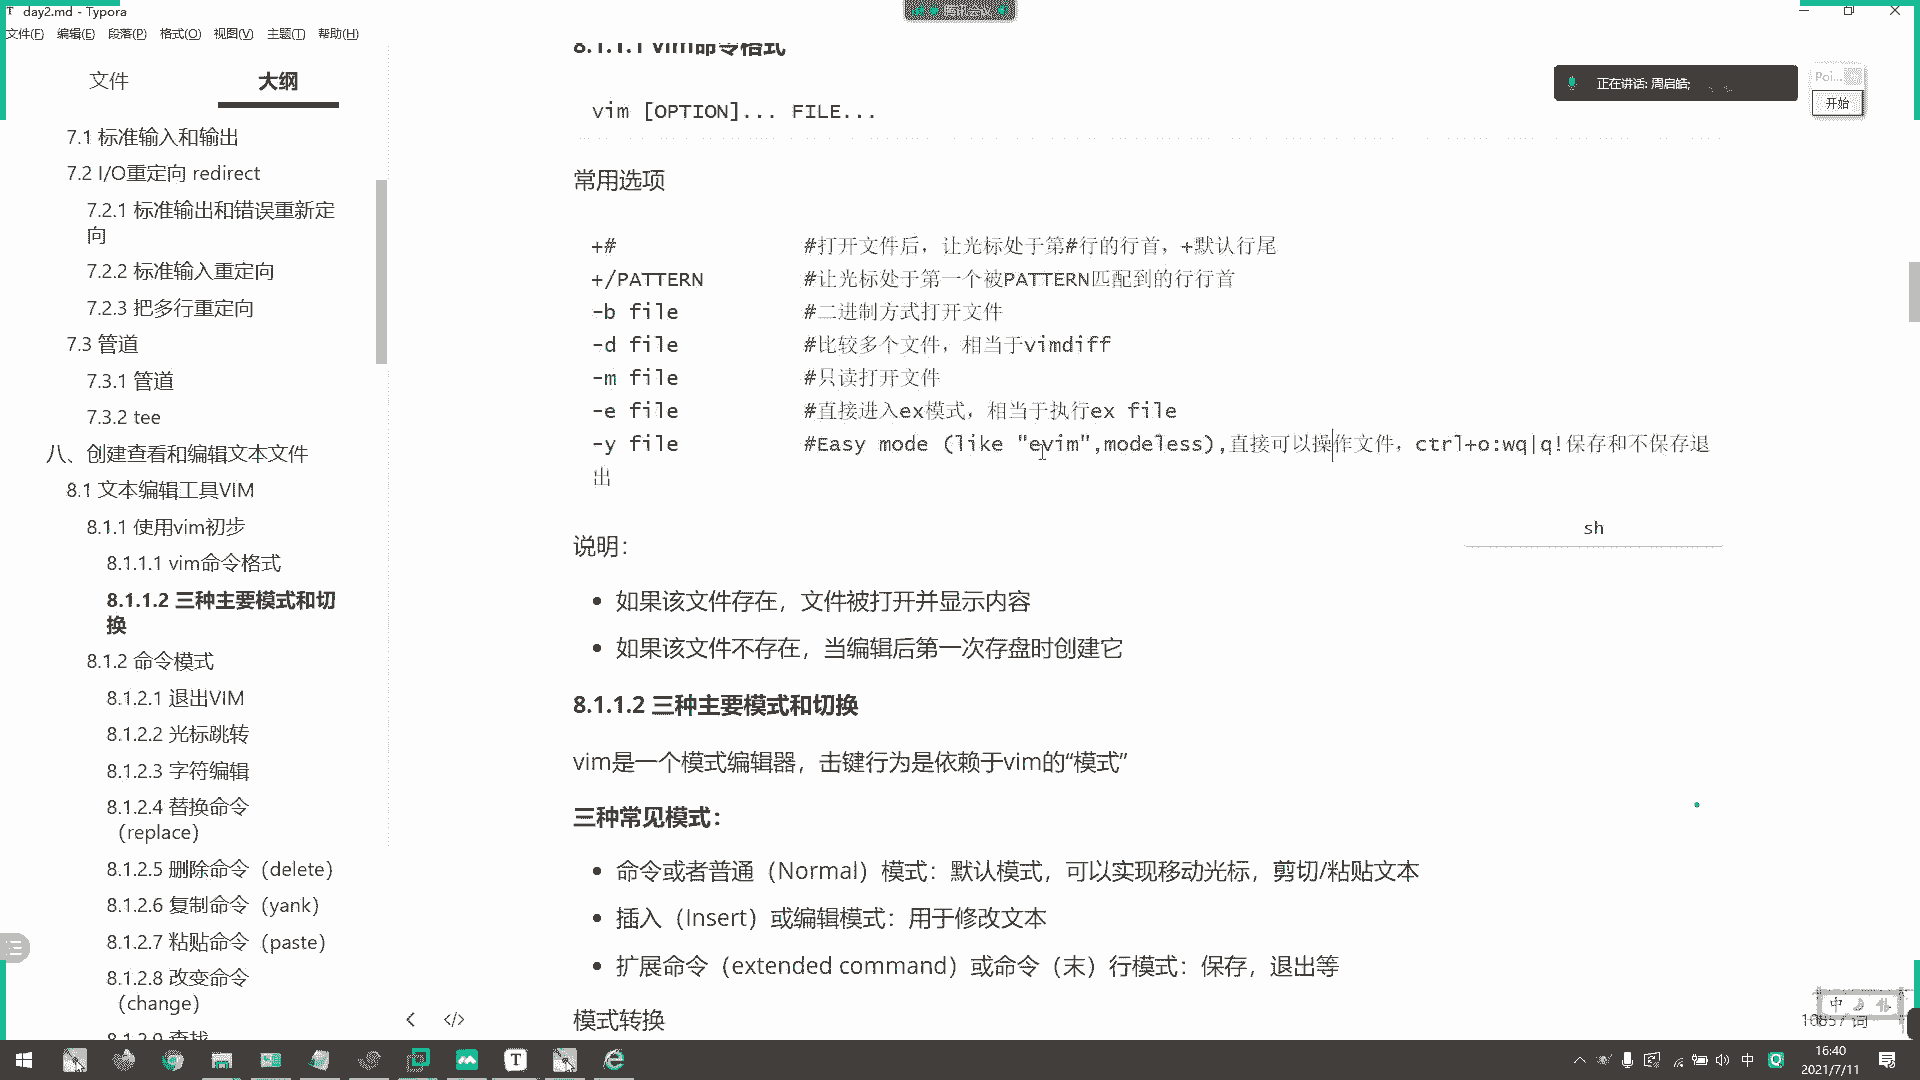 day2.md - Typora
文件(F) 编辑(E) 段落(P) 格式(O) 视图(V) 主题(T) 帮助(H)
文件 大纲
7.1 标准输入和输出
7.2 I/O重定向 redirect
7.2.1 标准输出和错误重新定
向
7.2.2 标准输入重定向
7.2.3 把多行重定向
7.3 管道
7.3.1 管道
7.3.2 tee
八、创建查看和编辑文本文件
8.1 文本编辑工具VIM
8.1.1 使用vim初步
8.1.1.1 vim命令格式
8.1.1.2 三种主要模式和切
换
8.1.2 命令模式
8.1.2.1 退出VIM
8.1.2.2 光标跳转
8.1.2.3 字符编辑
8.1.2.4 替换命令
（replace）
8.1.2.5 删除命令（delete）
8.1.2.6 复制命令（yank）
8.1.2.7 粘贴命令（paste）
8.1.2.8 改变命令
（change）
8.1.2.9 查找
8.1.1.1 vim命令格式
vim [OPTION]... FILE...
常用选项
+# #打开文件后，让光标处于第#行的行首，+默认行尾
+/PATTERN #让光标处于第一个被PATTERN匹配到的行行首
-b file #二进制方式打开文件
-d file #比较多个文件，相当于vimdiff
-m file #只读打开文件
-e file #直接进入ex模式，相当于执行ex file
-y file #Easy mode (like "evim",modeless),直接可以操作文件，ctrl+o:wq|q!保存和不保存退
出
sh
说明：
如果该文件存在，文件被打开并显示内容
如果该文件不存在，当编辑后第一次存盘时创建它
8.1.1.2 三种主要模式和切换
vim是一个模式编辑器，击键行为是依赖于vim的“模式”
三种常见模式：
命令或者普通（Normal）模式：默认模式，可以实现移动光标，剪切/粘贴文本
插入（Insert）或编辑模式：用于修改文本
扩展命令（extended command）或命令（末）行模式：保存，退出等
模式转换
正在讲话: 周启皓;
Poi...
开始
中
10857 词
中
16:40
2021/7/11